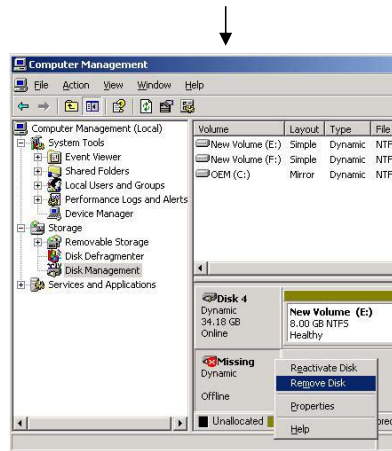 Computer Management
File Action View Window Help
Computer Management (Local)
System Tools
Event Viewer
Shared Folders
Local Users and Groups
Performance Logs and Alerts
Device Manager
Storage
Removable Storage
Disk Defragmenter
Disk Management
Services and Applications
Volume Layout Type File
New Volume (E:) Simple Dynamic NTF
New Volume (F:) Simple Dynamic NTF
OEM (C:) Mirror Dynamic NTF
Disk 4
Dynamic
34.18 GB
Online
New Volume (E:)
8.00 GB NTFS
Healthy
Missing
Dynamic
Offline
Reactivate Disk
Remove Disk
Properties
Help
Unallocated